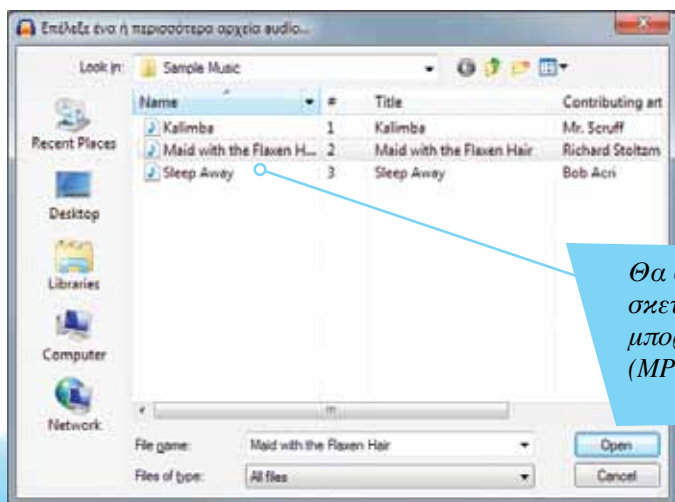 Επέλεξε ένα ή περισσότερα αρχεία audio...
Look in: Sample Music
Name # Title Contributing art
Kalimba 1 Kalimba Mr. Scruff
Maid with the Flaxen H... 2 Maid with the Flaxen Hair Richard Stoltzm
Sleep Away 3 Sleep Away Bob Acri
Recent Places
Desktop
Libraries
Computer
Network
File name: Maid with the Flaxen Hair Open
Files of type: All files Cancel
Θα
σκετ
μπο
(MP